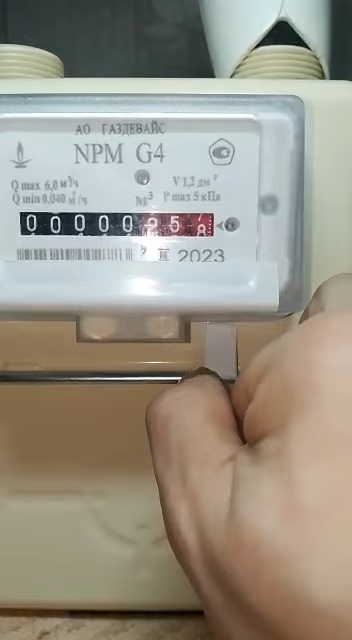 АО ГАЗДЕВАЙС
NPM G4
Q max 6,0 м³/ч V 1,2 дм³
Q min 0,040 м³/ч М³ P max 5 кПа
00000258
2023